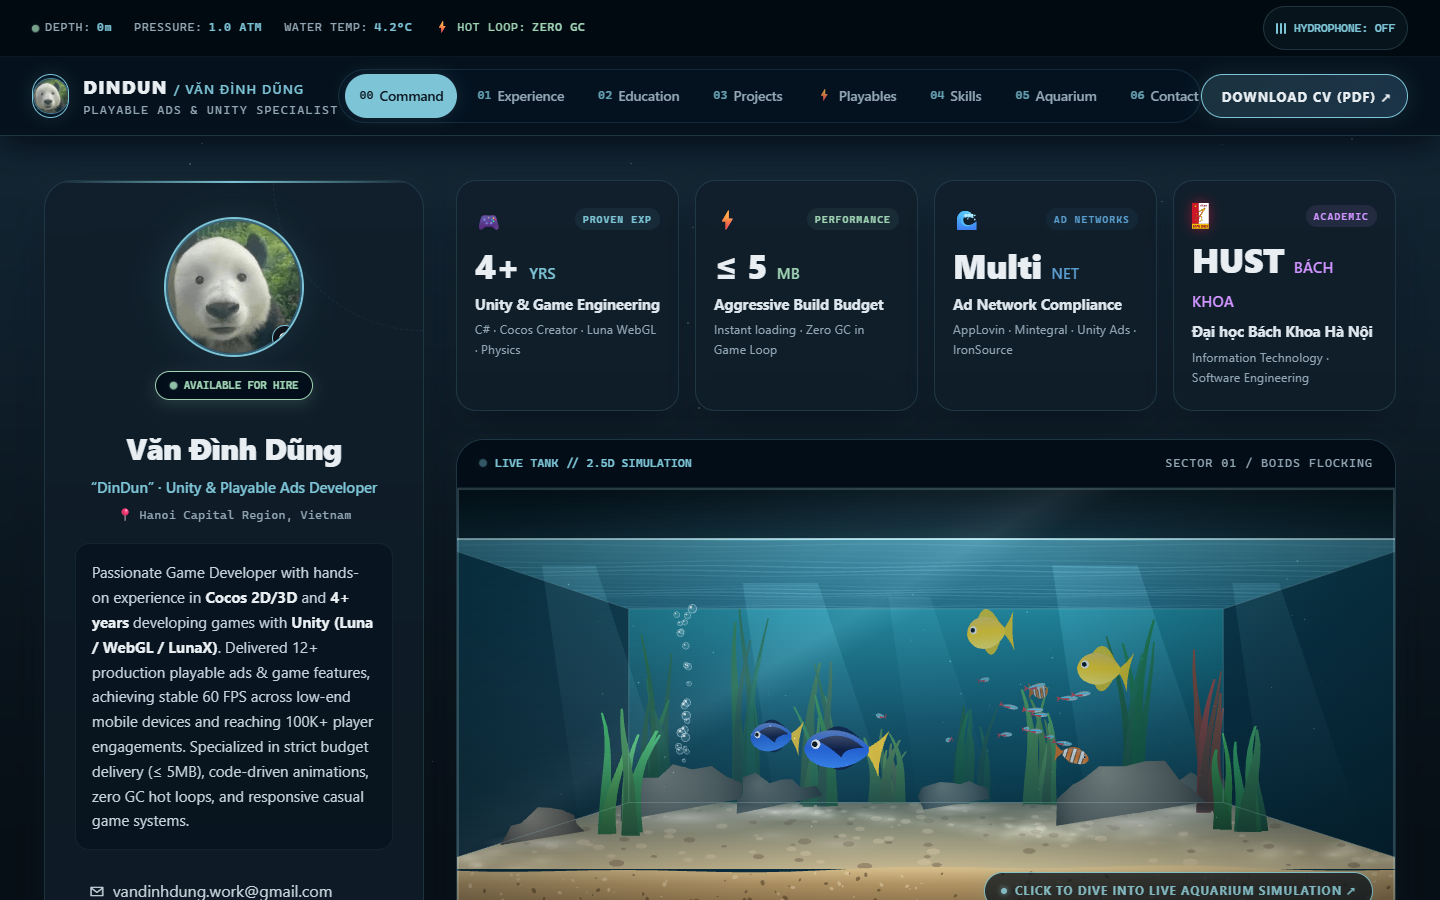 DEPTH: 0m PRESSURE: 1.0 ATM WATER TEMP: 4.2°C HOT LOOP: ZERO GC
HYDROPHONE: OFF
DINDUN / VĂN ĐÌNH DŨNG
PLAYABLE ADS & UNITY SPECIALIST
00 Command 01 Experience 02 Education 03 Projects Playables 04 Skills 05 Aquarium 06 Contact
DOWNLOAD CV (PDF) ↗
AVAILABLE FOR HIRE
Văn Đình Dũng
“DinDun” · Unity & Playable Ads Developer
Hanoi Capital Region, Vietnam
Passionate Game Developer with hands-
on experience in Cocos 2D/3D and 4+
years developing games with Unity (Luna
/ WebGL / LunaX). Delivered 12+
production playable ads & game features,
achieving stable 60 FPS across low-end
mobile devices and reaching 100K+ player
engagements. Specialized in strict budget
delivery (≤ 5MB), code-driven animations,
zero GC hot loops, and responsive casual
game systems.
vandinhdung.work@gmail.com
PROVEN EXP
4+ YRS
Unity & Game Engineering
C# · Cocos Creator · Luna WebGL
· Physics
PERFORMANCE
≤ 5 MB
Aggressive Build Budget
Instant loading · Zero GC in
Game Loop
AD NETWORKS
Multi NET
Ad Network Compliance
AppLovin · Mintegral · Unity Ads ·
IronSource
ACADEMIC
HUST BÁCH
KHOA
Đại học Bách Khoa Hà Nội
Information Technology ·
Software Engineering
LIVE TANK // 2.5D SIMULATION
SECTOR 01 / BOIDS FLOCKING
CLICK TO DIVE INTO LIVE AQUARIUM SIMULATION ↗